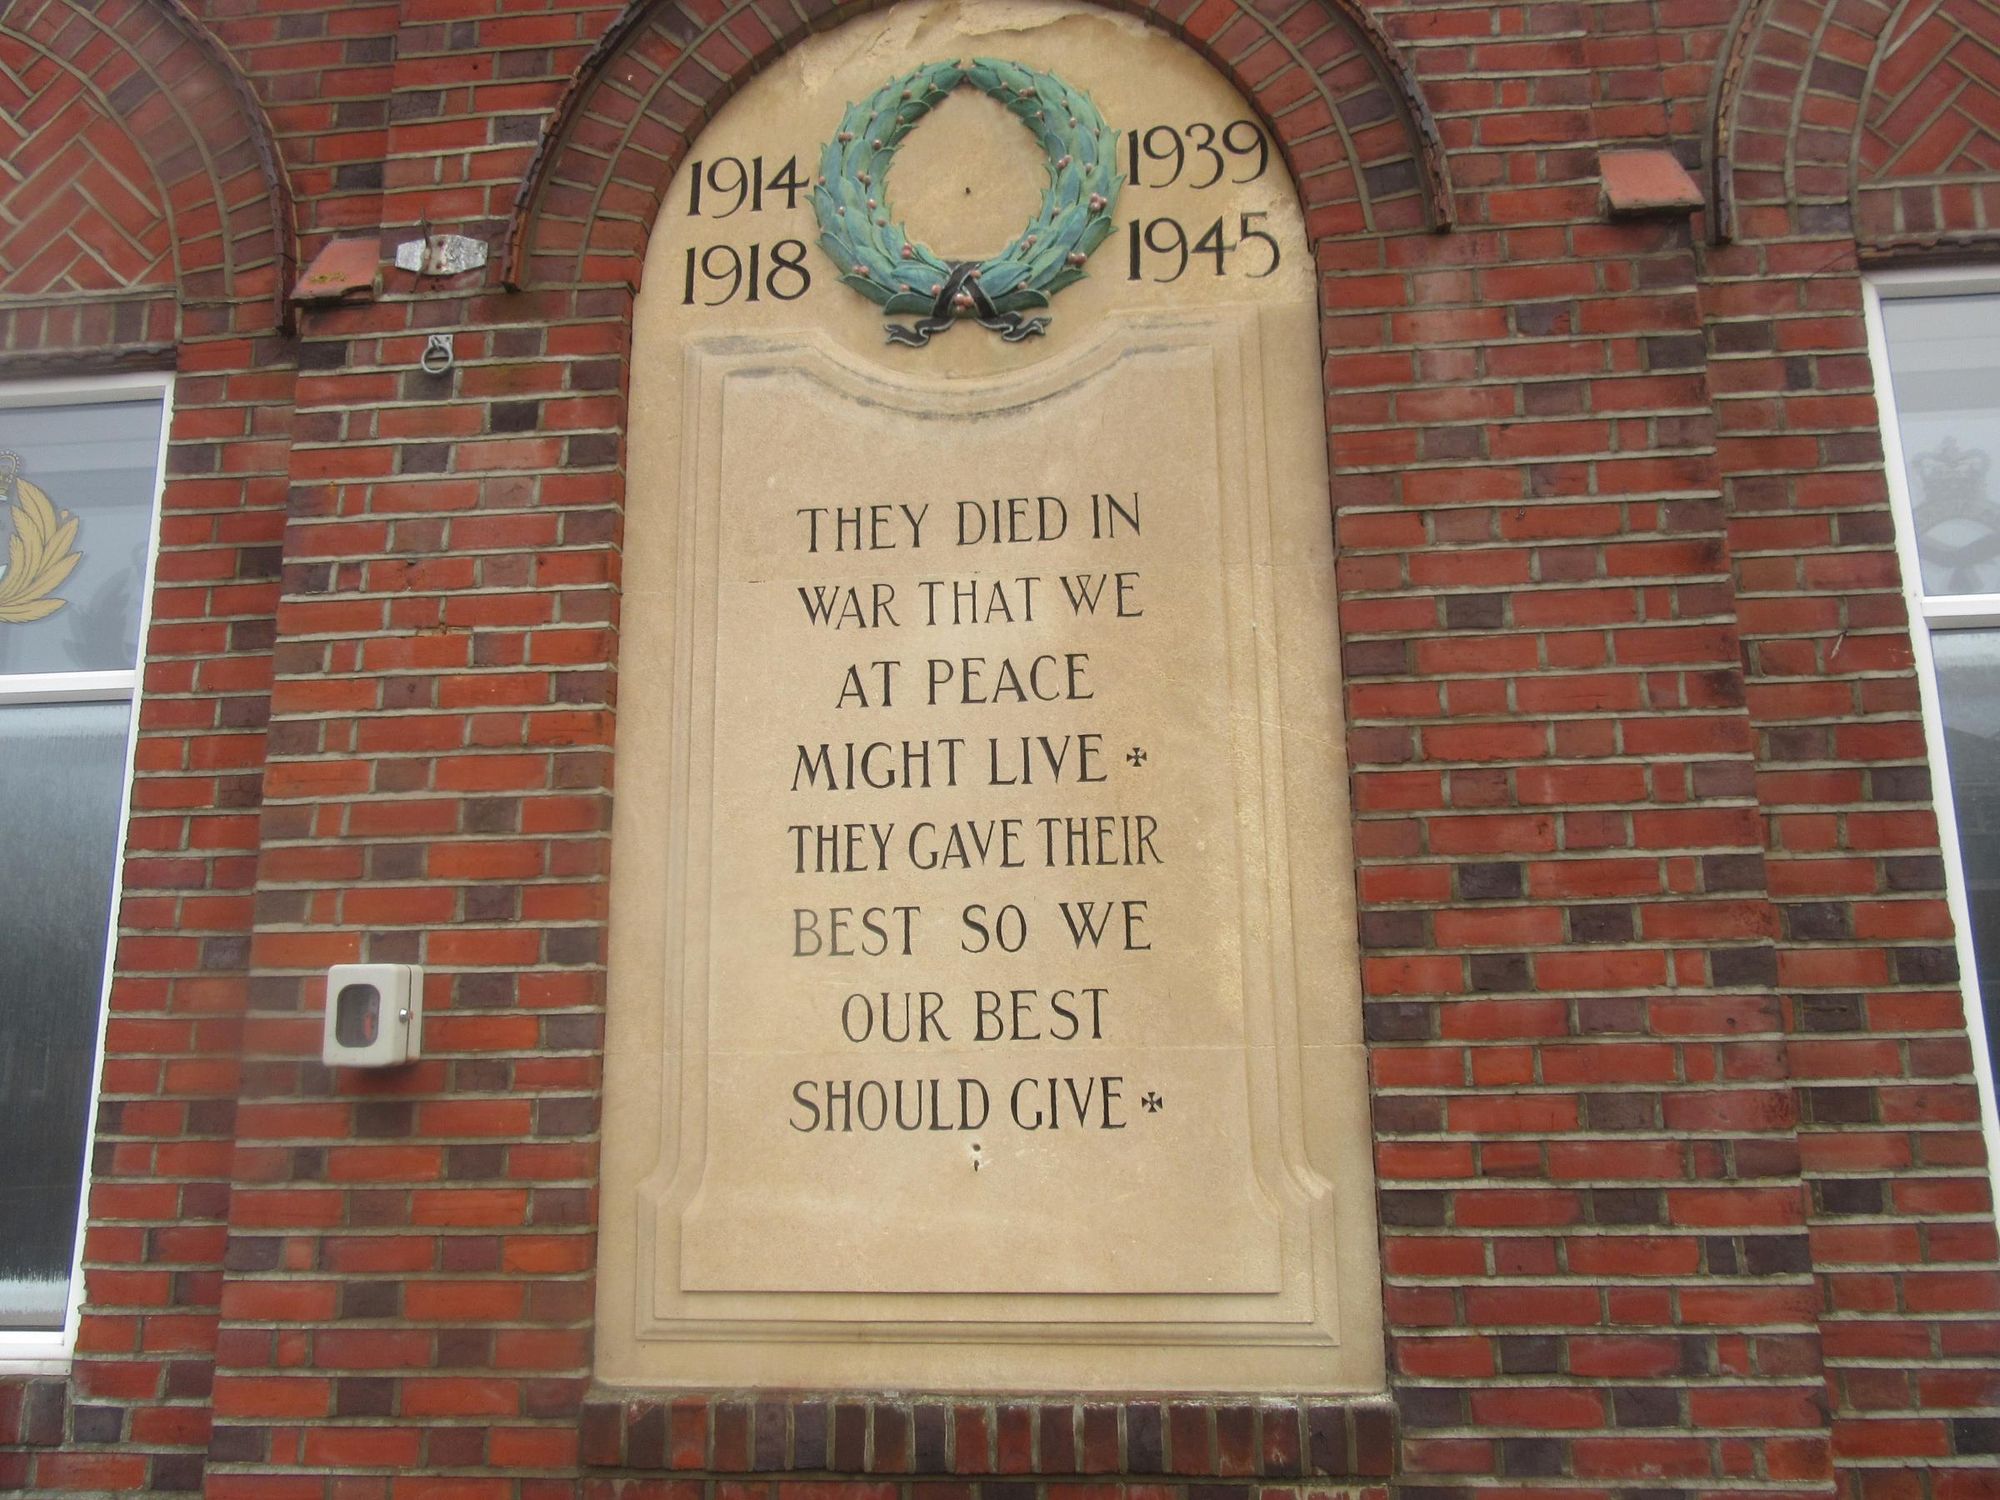 1914 1939
1918 1945
THEY DIED IN
WAR THAT WE
AT PEACE
MIGHT LIVE ✠
THEY GAVE THEIR
BEST SO WE
OUR BEST
SHOULD GIVE ✠